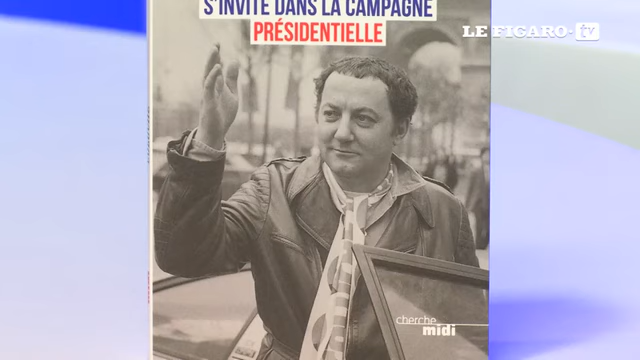 S'INVITE DANS LA CAMPAGNE
PRÉSIDENTIELLE
LE FIGARO.tv
cherche
midi